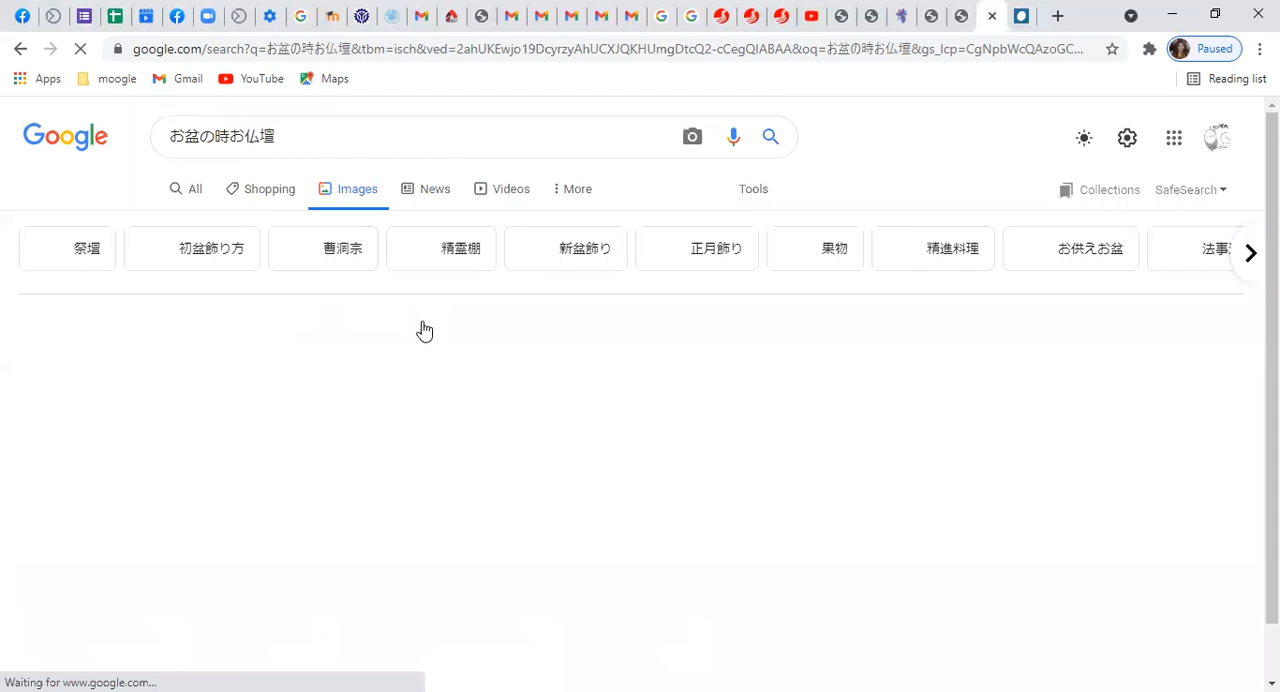 google.com/search?q=お盆の時お仏壇&tbm=isch&ved=2ahUKEwjo19DcyrzyAhUCXJQKHUmgDtcQ2-cCegQIABAA&oq=お盆の時お仏壇&gs_lcp=CgNpbWcQAzoGC...
Paused
Apps
moogle
Gmail
YouTube
Maps
Reading list
Google
お盆の時お仏壇
All
Shopping
Images
News
Videos
More
Tools
Collections
SafeSearch
祭壇
初盆飾り方
曹洞宗
精霊棚
新盆飾り
正月飾り
果物
精進料理
お供えお盆
法事
Waiting for www.google.com...